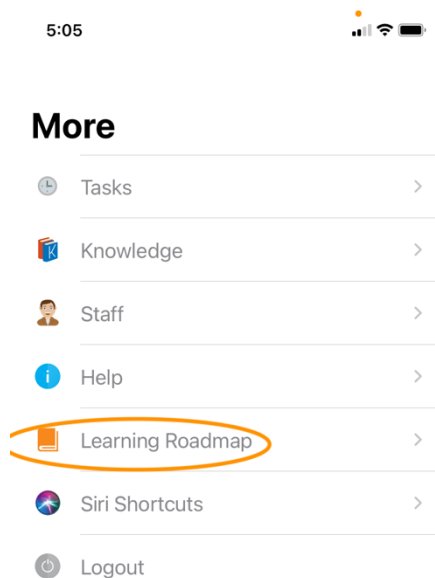 5:05
More
Tasks
Knowledge
Staff
Help
Learning Roadmap
Siri Shortcuts
Logout